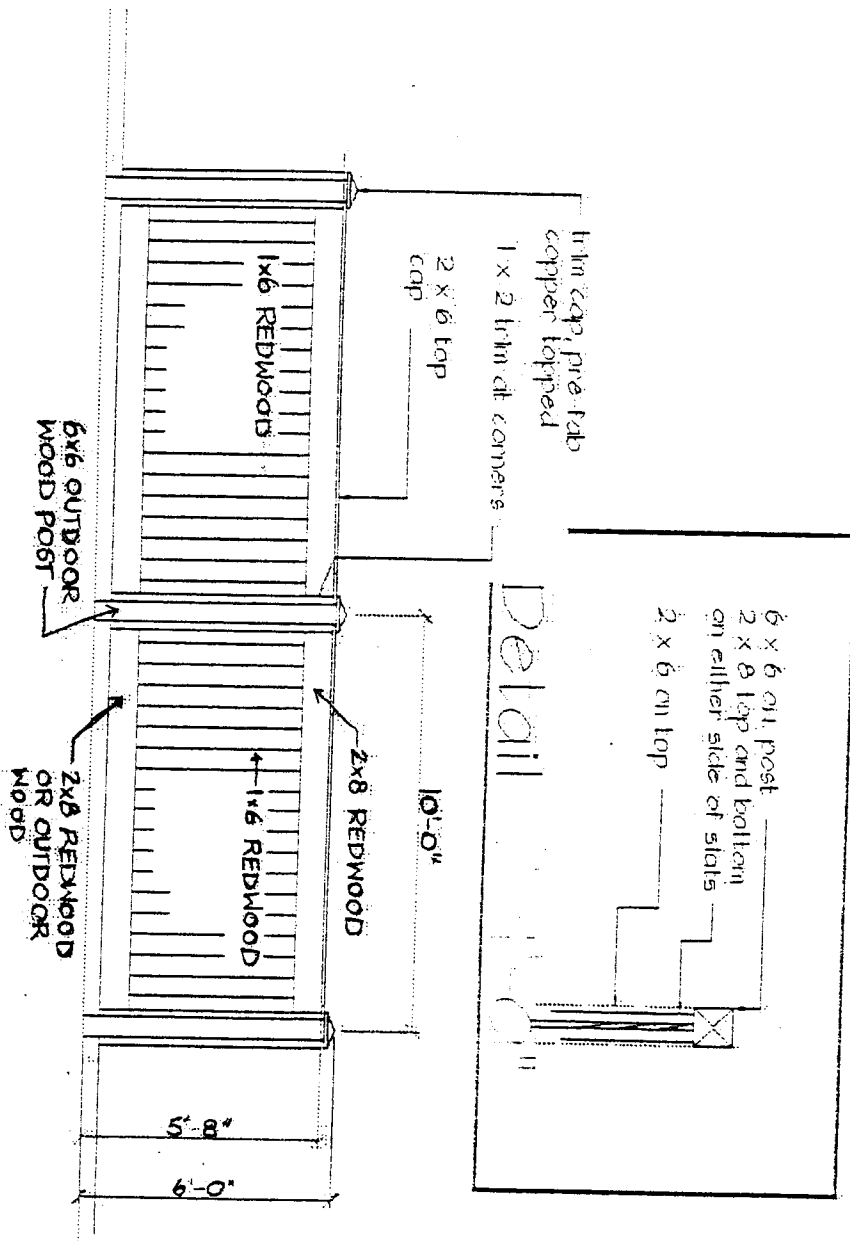 trim cap, pre-fab
copper topped
1 x 2 trim at corners
2 x 6 top
cap
1x6 REDWOOD
6x6 OUTDOOR
WOOD POST
10'-0"
2x8 REDWOOD
1x6 REDWOOD
2x8 REDWOOD
OR OUTDOOR
WOOD
5'-8"
6'-0"
6 x 6 on post
2 x 8 top and bottom
on either side of slats
2 x 6 on top
Detail